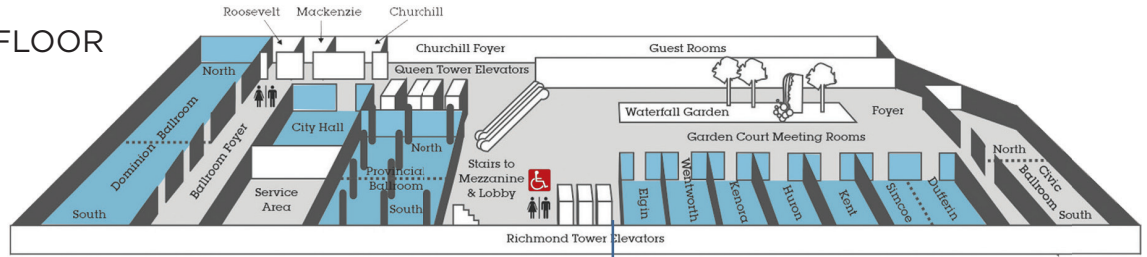 FLOOR
Roosevelt
Mackenzie
Churchill
Churchill Foyer
Guest Rooms
North
Queen Tower Elevators
Dominion Ballroom
Ballroom Foyer
South
City Hall
Service
Area
North
Provincial
Ballroom
South
Stairs to
Mezzanine
& Lobby
Waterfall Garden
Foyer
Garden Court Meeting Rooms
Elgin
Wentworth
Kenora
Huron
Kent
Simcoe
Dufferin
North
Civic
Ballroom
South
Richmond Tower Elevators